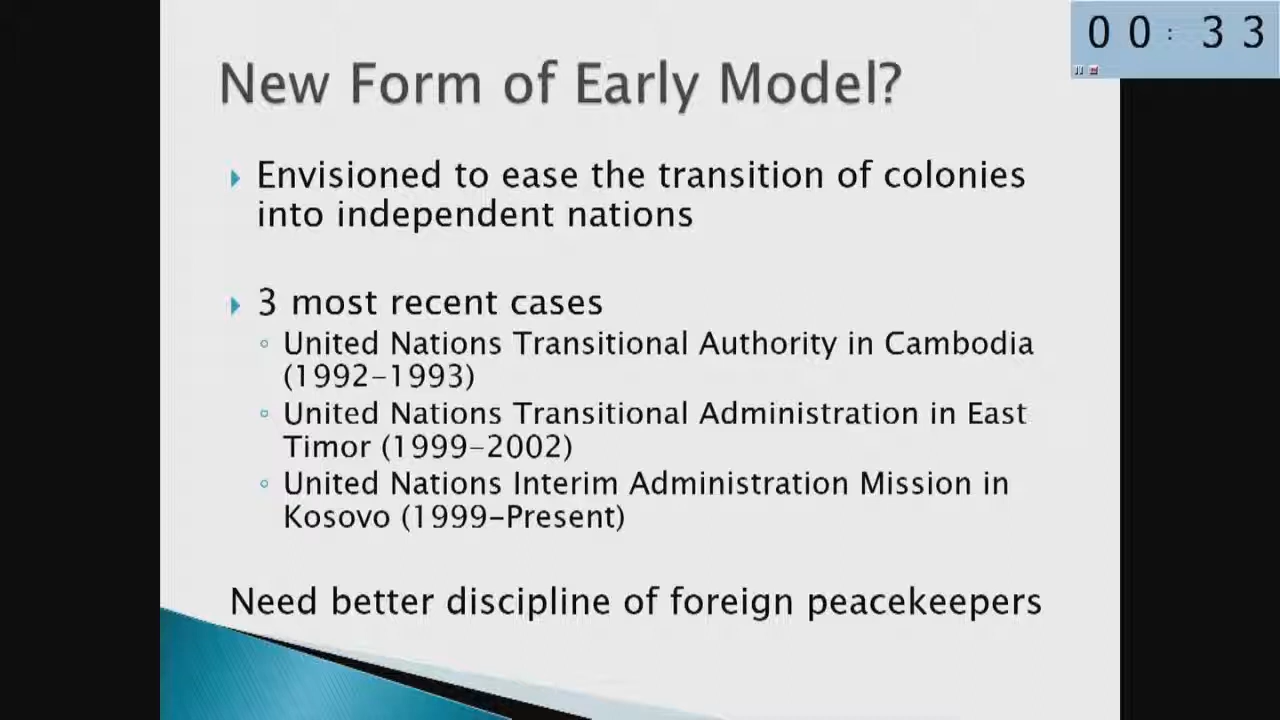 00:33
New Form of Early Model?
Envisioned to ease the transition of colonies
into independent nations
3 most recent cases
United Nations Transitional Authority in Cambodia
(1992-1993)
United Nations Transitional Administration in East
Timor (1999-2002)
United Nations Interim Administration Mission in
Kosovo (1999-Present)
Need better discipline of foreign peacekeepers